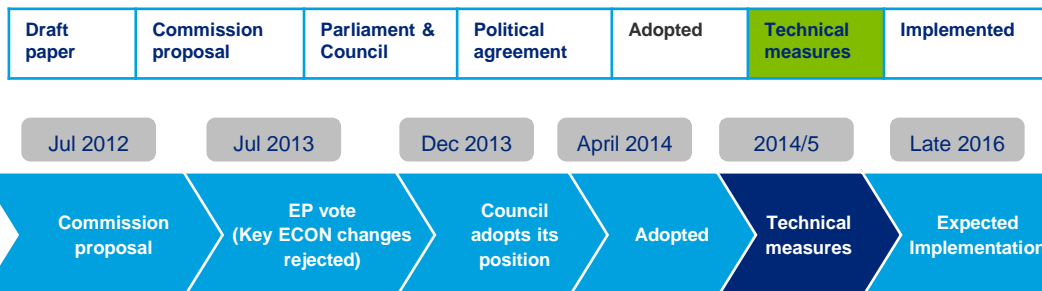 Draft
paper
Commission
proposal
Parliament &
Council
Political
agreement
Adopted
Technical
measures
Implemented
Jul 2012
Jul 2013
Dec 2013
April 2014
2014/5
Late 2016
Commission
proposal
EP vote
(Key ECON changes
rejected)
Council
adopts its
position
Adopted
Technical
measures
Expected
Implementation